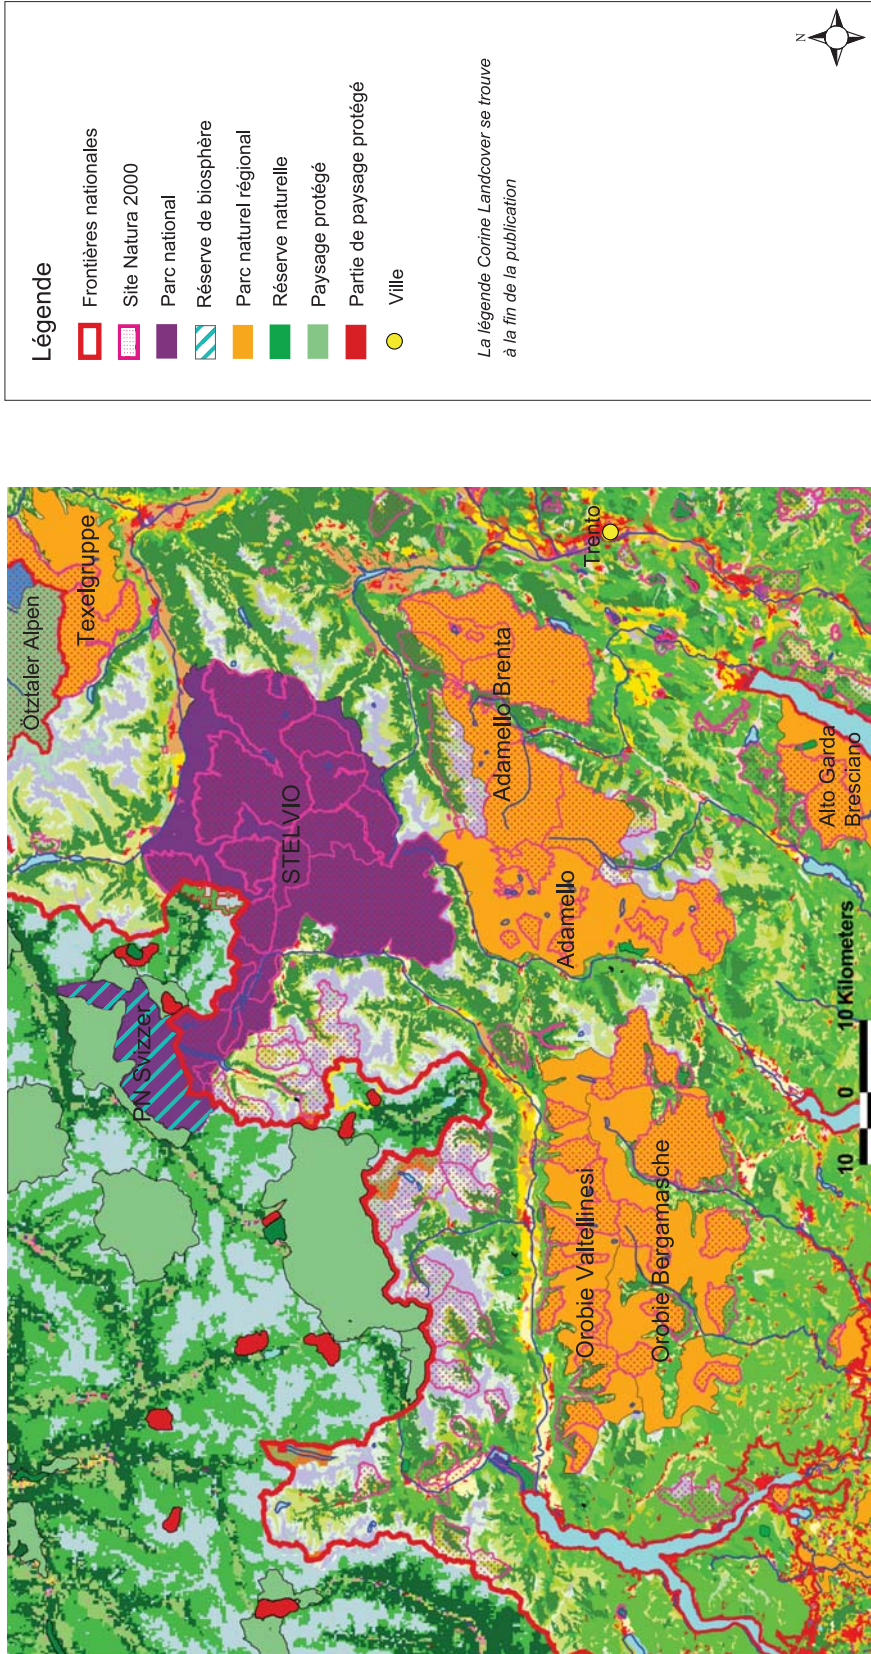 Légende
Frontières nationales
Site Natura 2000
Parc national
Réserve de biosphère
Parc naturel régional
Réserve naturelle
Paysage protégé
Partie de paysage protégé
Ville
La légende Corine Landcover se trouve
à la fin de la publication
N
Ötztaler Alpen
Texelgruppe
PN Svizzer
STELVIO
Adamello Brenta
Trento
Adamello
Alto Garda
Bresciano
Orobie Valtellinesi
Orobie Bergamasche
10 0 10 Kilometers